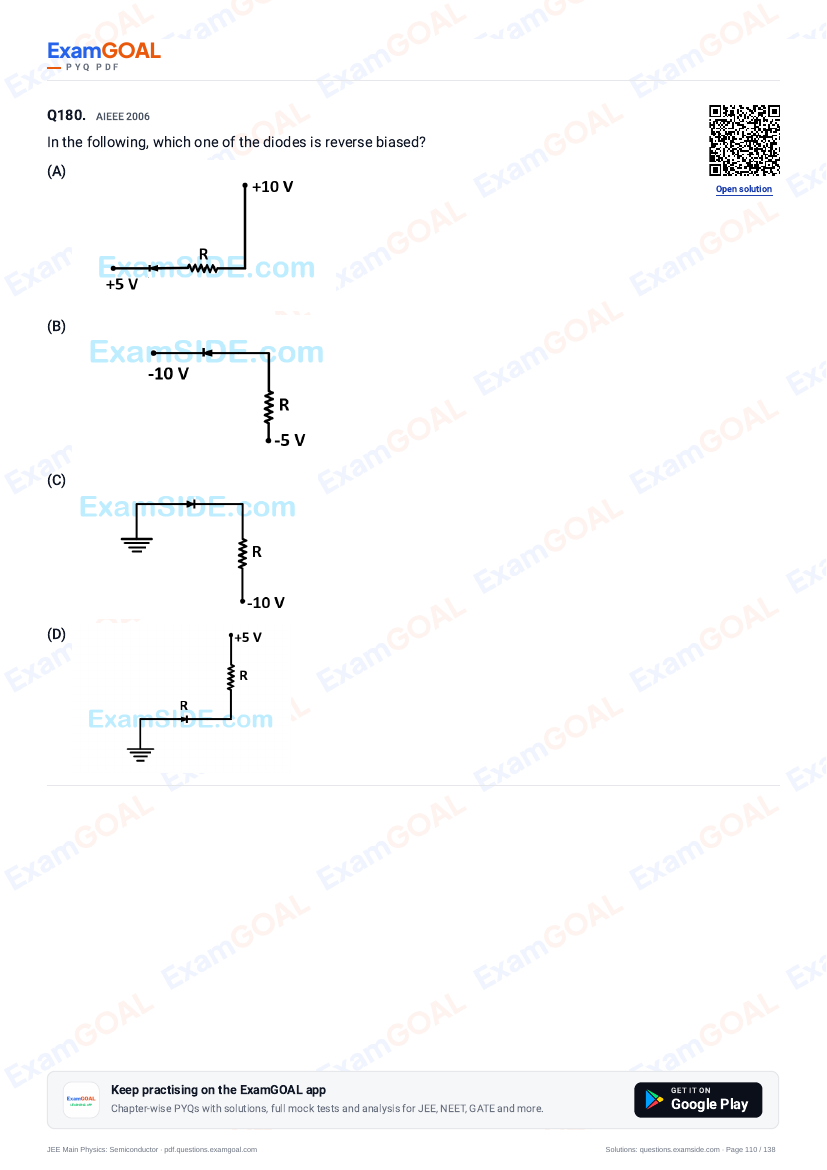 ExamGOAL
PYQ PDF
Q180. AIEEE 2006
In the following, which one of the diodes is reverse biased?
Open solution
(A)
+10 V
R
ExamSIDE.com
+5 V
(B)
ExamSIDE.com
-10 V
R
-5 V
(C)
ExamSIDE.com
R
-10 V
(D)
+5 V
R
R
ExamSIDE.com
Keep practising on the ExamGOAL app
Chapter-wise PYQs with solutions, full mock tests and analysis for JEE, NEET, GATE and more.
GET IT ON
Google Play
JEE Main Physics: Semiconductor · pdf.questions.examgoal.com
Solutions: questions.examside.com · Page 110 / 138